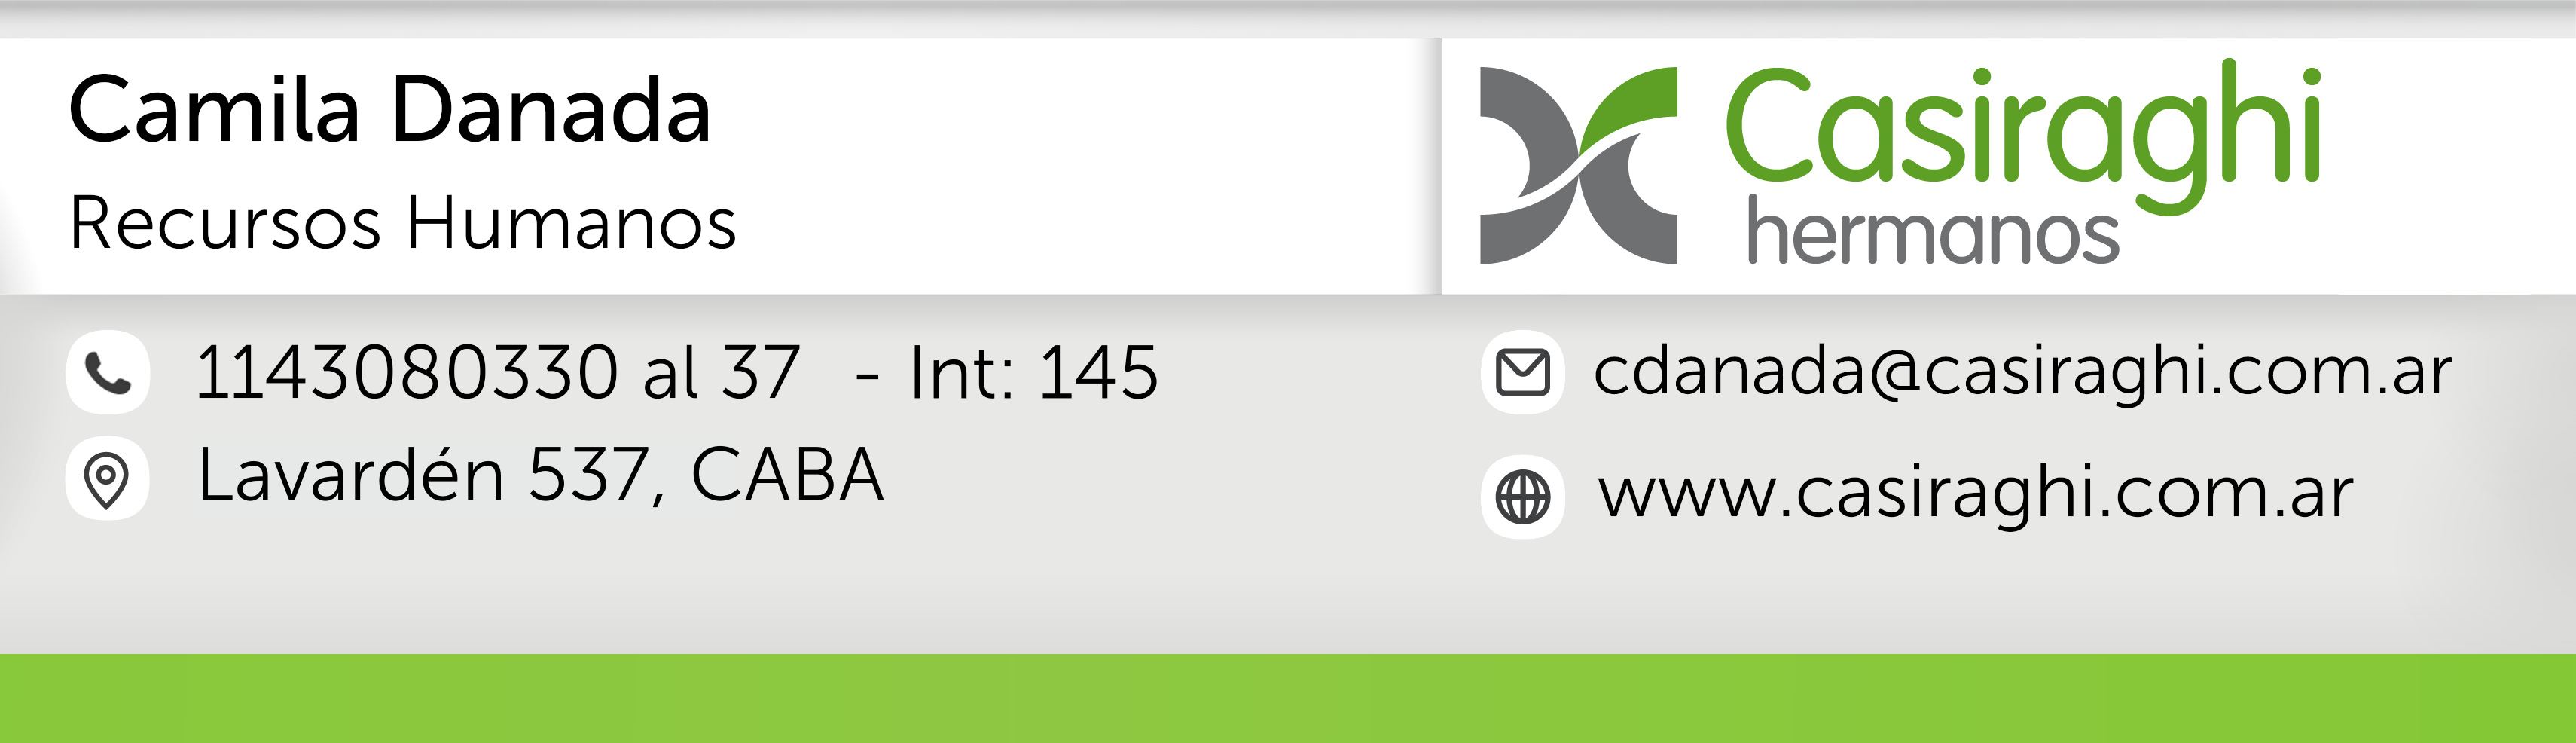 Camila Danada
Recursos Humanos
Casiraghi
hermanos
1143080330 al 37 - Int: 145
Lavardén 537, CABA
cdanada@casiraghi.com.ar
www.casiraghi.com.ar